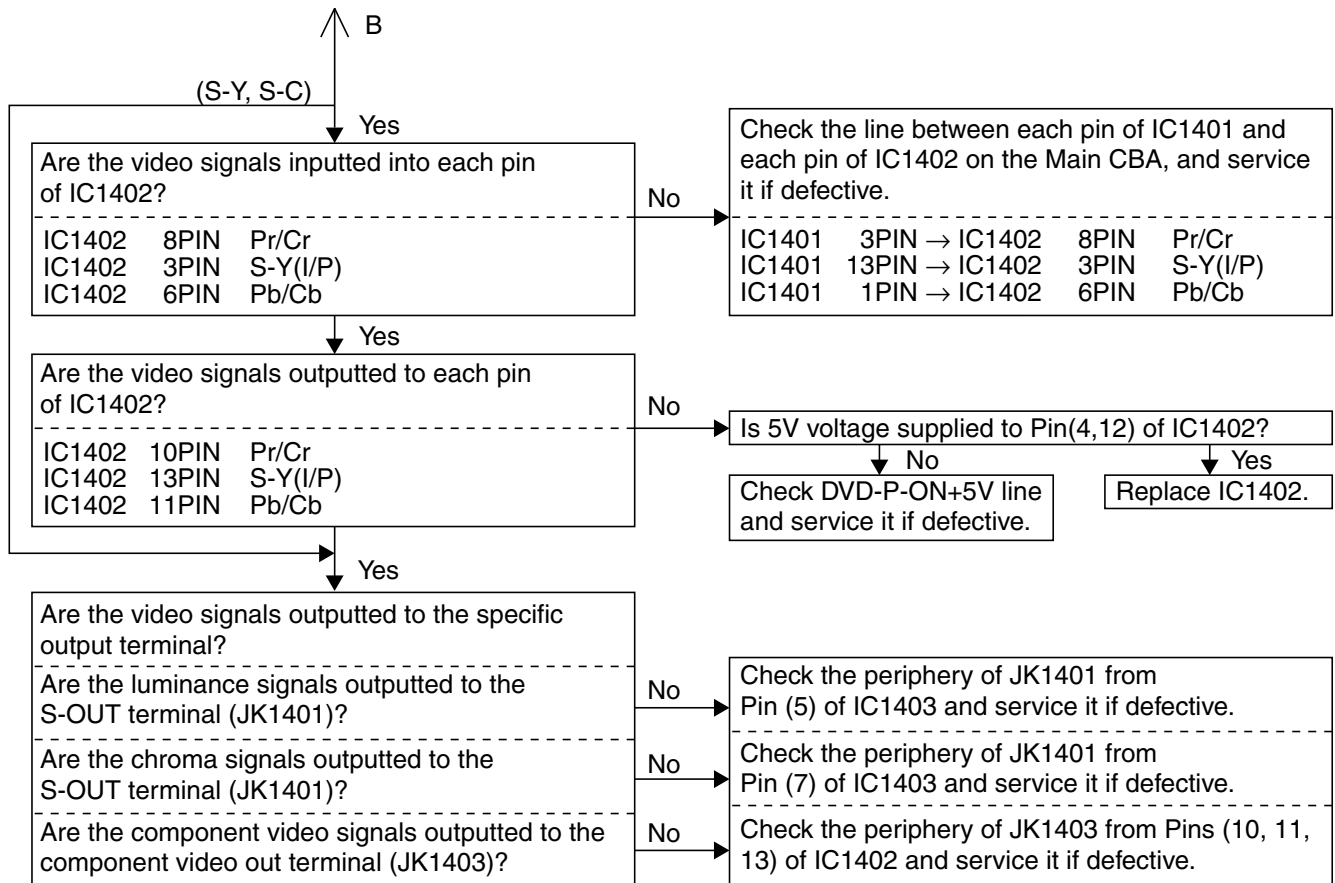 B
(S-Y, S-C)
Yes
Are the video signals inputted into each pin
of IC1402?
IC1402 8PIN Pr/Cr
IC1402 3PIN S-Y(I/P)
IC1402 6PIN Pb/Cb
No
Check the line between each pin of IC1401 and
each pin of IC1402 on the Main CBA, and service
it if defective.
IC1401 3PIN → IC1402 8PIN Pr/Cr
IC1401 13PIN → IC1402 3PIN S-Y(I/P)
IC1401 1PIN → IC1402 6PIN Pb/Cb
Yes
Are the video signals outputted to each pin
of IC1402?
IC1402 10PIN Pr/Cr
IC1402 13PIN S-Y(I/P)
IC1402 11PIN Pb/Cb
No
Is 5V voltage supplied to Pin(4,12) of IC1402?
No
Check DVD-P-ON+5V line
and service it if defective.
Yes
Replace IC1402.
Yes
Are the video signals outputted to the specific
output terminal?
Are the luminance signals outputted to the
S-OUT terminal (JK1401)?
No
Check the periphery of JK1401 from
Pin (5) of IC1403 and service it if defective.
Are the chroma signals outputted to the
S-OUT terminal (JK1401)?
No
Check the periphery of JK1401 from
Pin (7) of IC1403 and service it if defective.
Are the component video signals outputted to the
component video out terminal (JK1403)?
No
Check the periphery of JK1403 from Pins (10, 11,
13) of IC1402 and service it if defective.